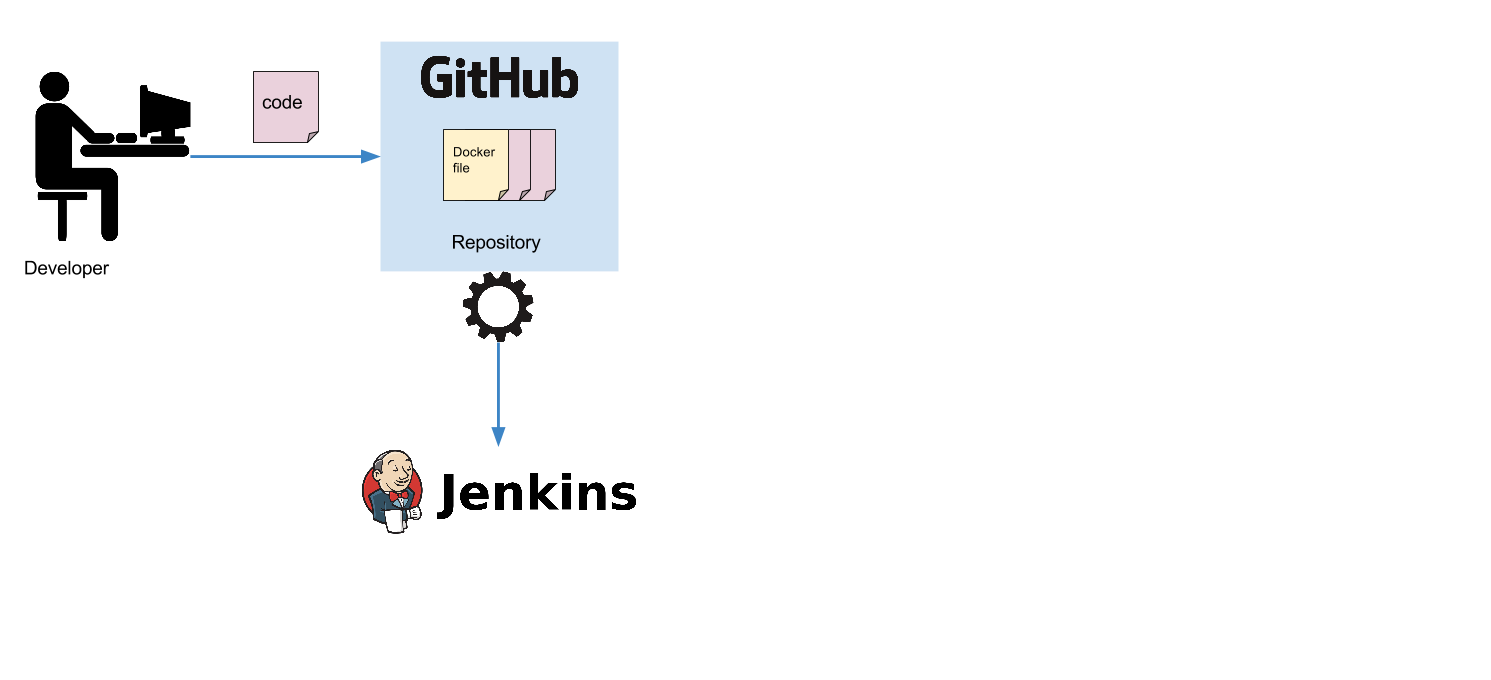 GitHub
code
Docker
file
Repository
Developer
Jenkins